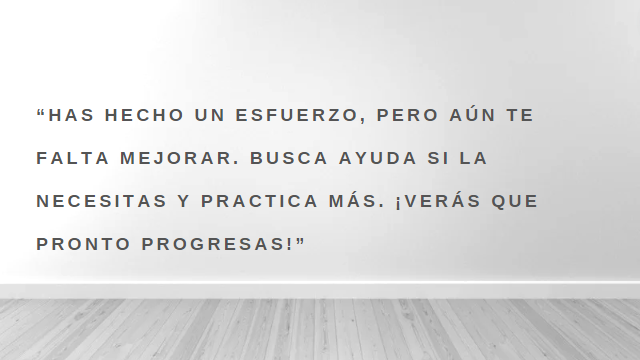 “HAS HECHO UN ESFUERZO, PERO AÚN TE
FALTA MEJORAR. BUSCA AYUDA SI LA
NECESITAS Y PRACTICA MÁS. ¡VERÁS QUE
PRONTO PROGRESAS!”